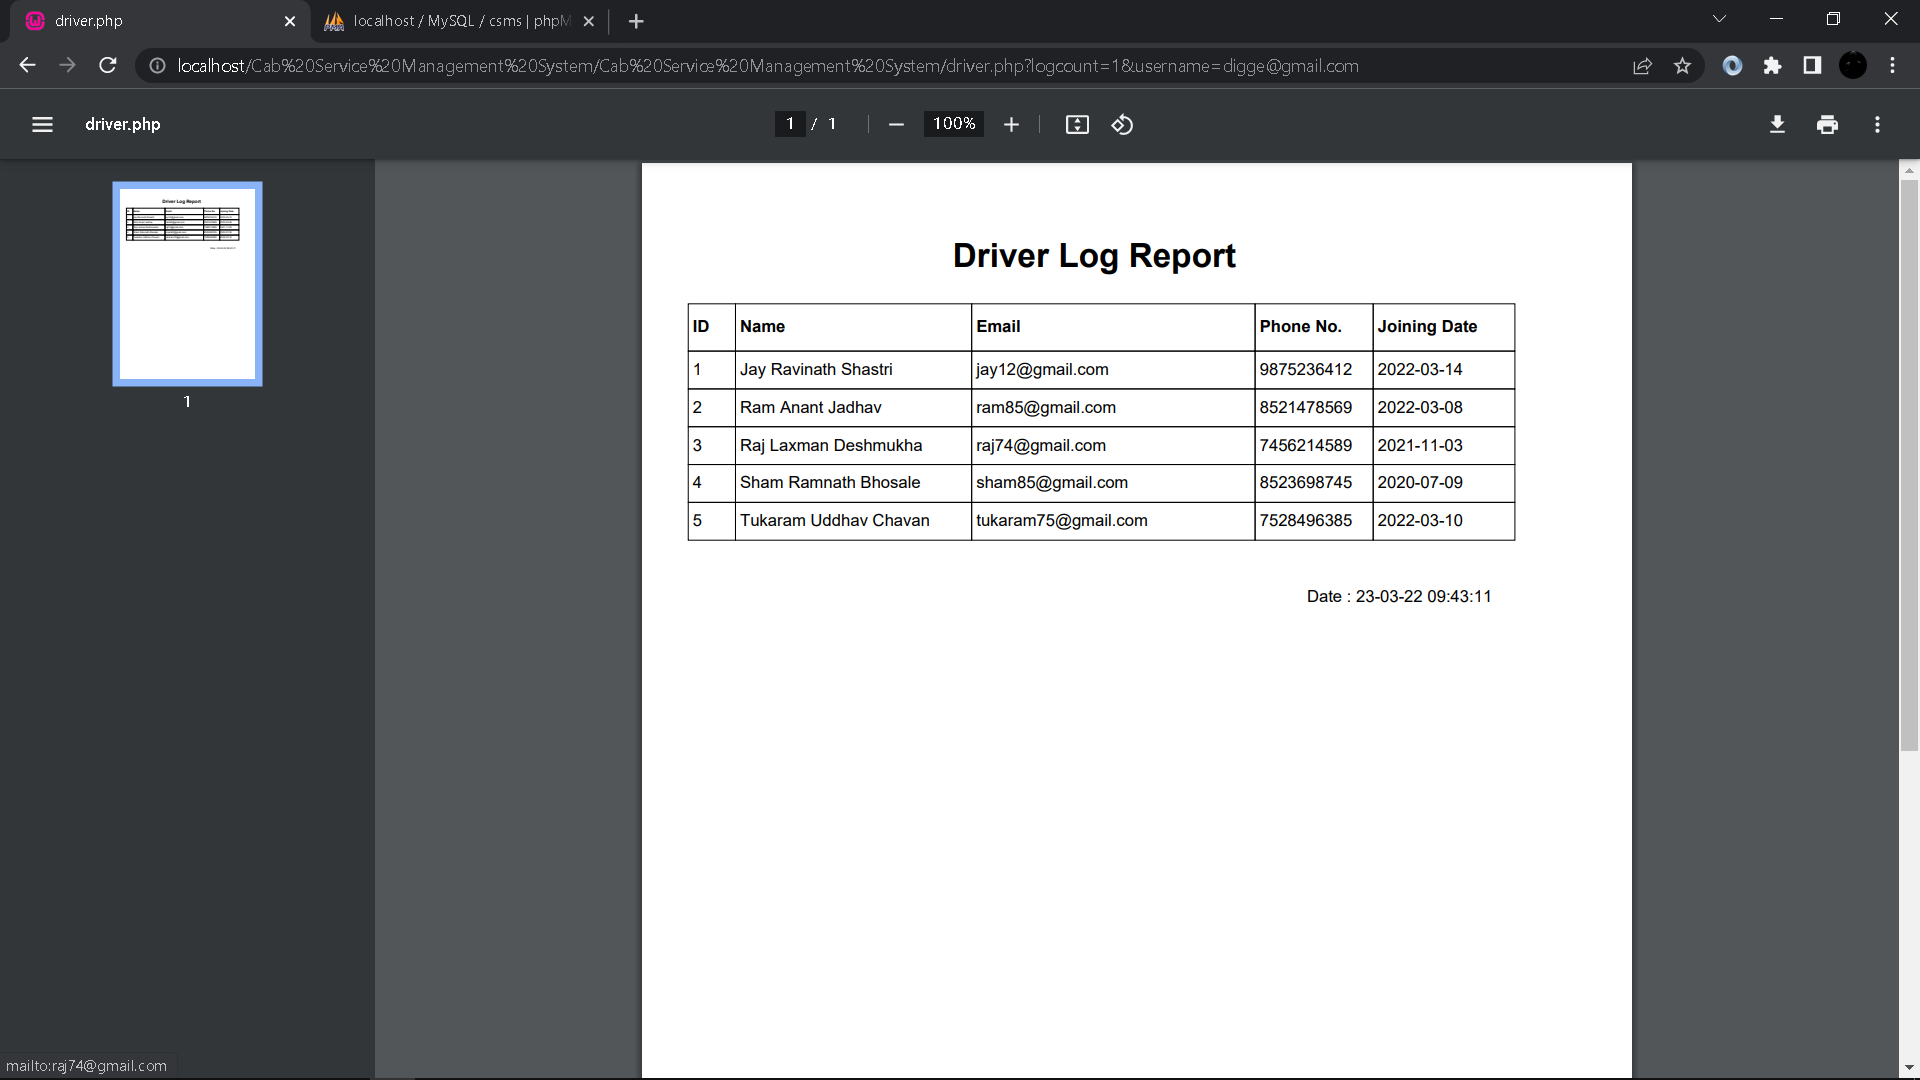 driver.php
localhost / MySQL / csms | phpM
localhost/Cab%20Service%20Management%20System/Cab%20Service%20Management%20System/driver.php?logcount=1&username=digge@gmail.com
driver.php
1 / 1
100%
1
Driver Log Report
ID Name Email Phone No. Joining Date
1 Jay Ravinath Shastri jay12@gmail.com 9875236412 2022-03-14
2 Ram Anant Jadhav ram85@gmail.com 8521478569 2022-03-08
3 Raj Laxman Deshmukha raj74@gmail.com 7456214589 2021-11-03
4 Sham Ramnath Bhosale sham85@gmail.com 8523698745 2020-07-09
5 Tukaram Uddhav Chavan tukaram75@gmail.com 7528496385 2022-03-10
Date : 23-03-22 09:43:11
mailto:raj74@gmail.com